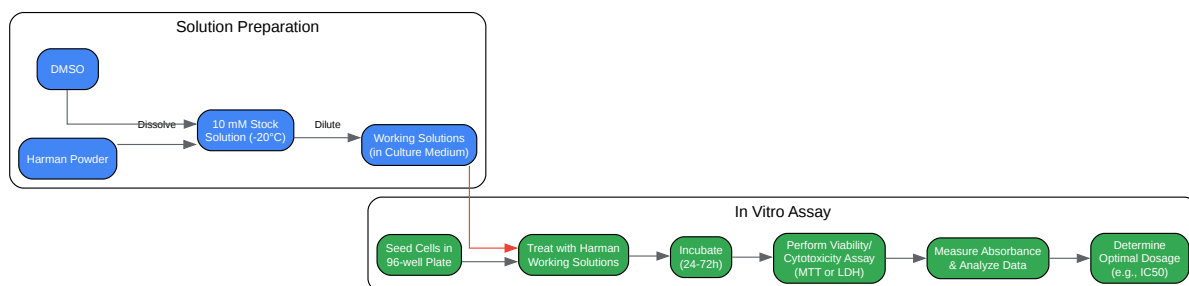 Solution Preparation
DMSO
Dissolve
10 mM Stock
Solution (-20°C)
Dilute
Working Solutions
(in Culture Medium)
Harman Powder
In Vitro Assay
Seed Cells in
96-well Plate
Treat with Harman
Working Solutions
Incubate
(24-72h)
Perform Viability/
Cytotoxicity Assay
(MTT or LDH)
Measure Absorbance
& Analyze Data
Determine
Optimal Dosage
(e.g., IC50)